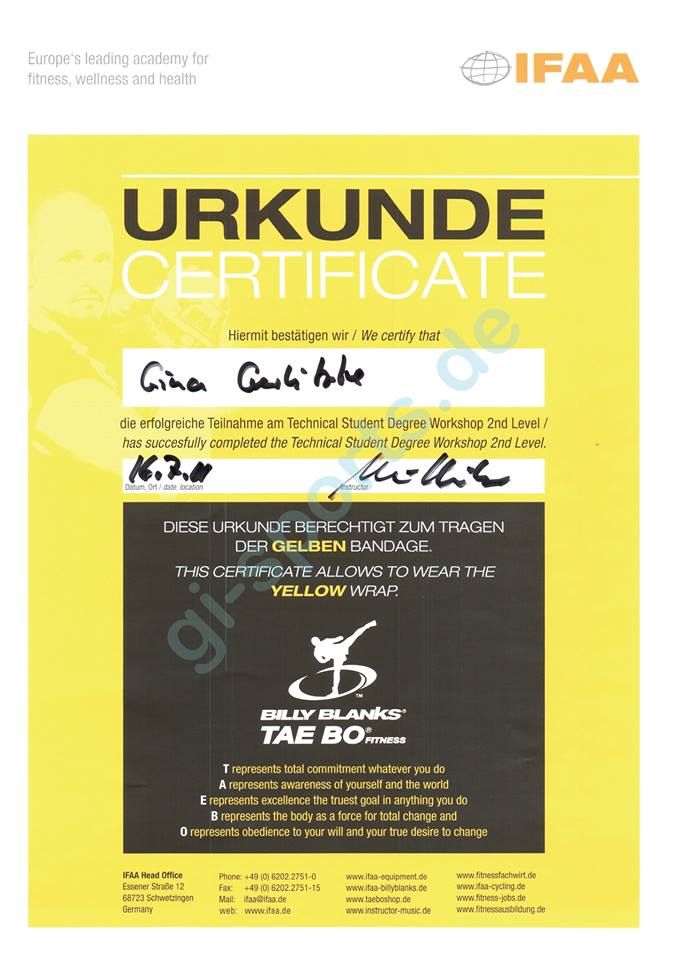 Europe's leading academy for
fitness, wellness and health
IFAA
URKUNDE
CERTIFICATE
Hiermit bestätigen wir / We certify that
Gina
die erfolgreiche Teilnahme am Technical Student Degree Workshop 2nd Level /
has succesfully completed the Technical Student Degree Workshop 2nd Level.
16.7.11
Datum, Ort / date, location
Instructor
DIESE URKUNDE BERECHTIGT ZUM TRAGEN
DER GELBEN BANDAGE.
THIS CERTIFICATE ALLOWS TO WEAR THE
YELLOW WRAP.
gi-sports.de
TM
BILLY BLANKS®
TAE BO® FITNESS
T represents total commitment whatever you do
A represents awareness of yourself and the world
E represents excellence the truest goal in anything you do
B represents the body as a force for total change and
O represents obedience to your will and your true desire to change
IFAA Head Office
Essener Straße 12
68723 Schwetzingen
Germany
Phone: +49 (0) 6202.2751-0
Fax: +49 (0) 6202.2751-15
Mail: ifaa@ifaa.de
web: www.ifaa.de
www.ifaa-equipment.de
www.ifaa-billyblanks.de
www.taeboshop.de
www.instructor-music.de
www.fitnessfachwirt.de
www.ifaa-cycling.de
www.fitness-jobs.de
www.fitnessausbildung.de